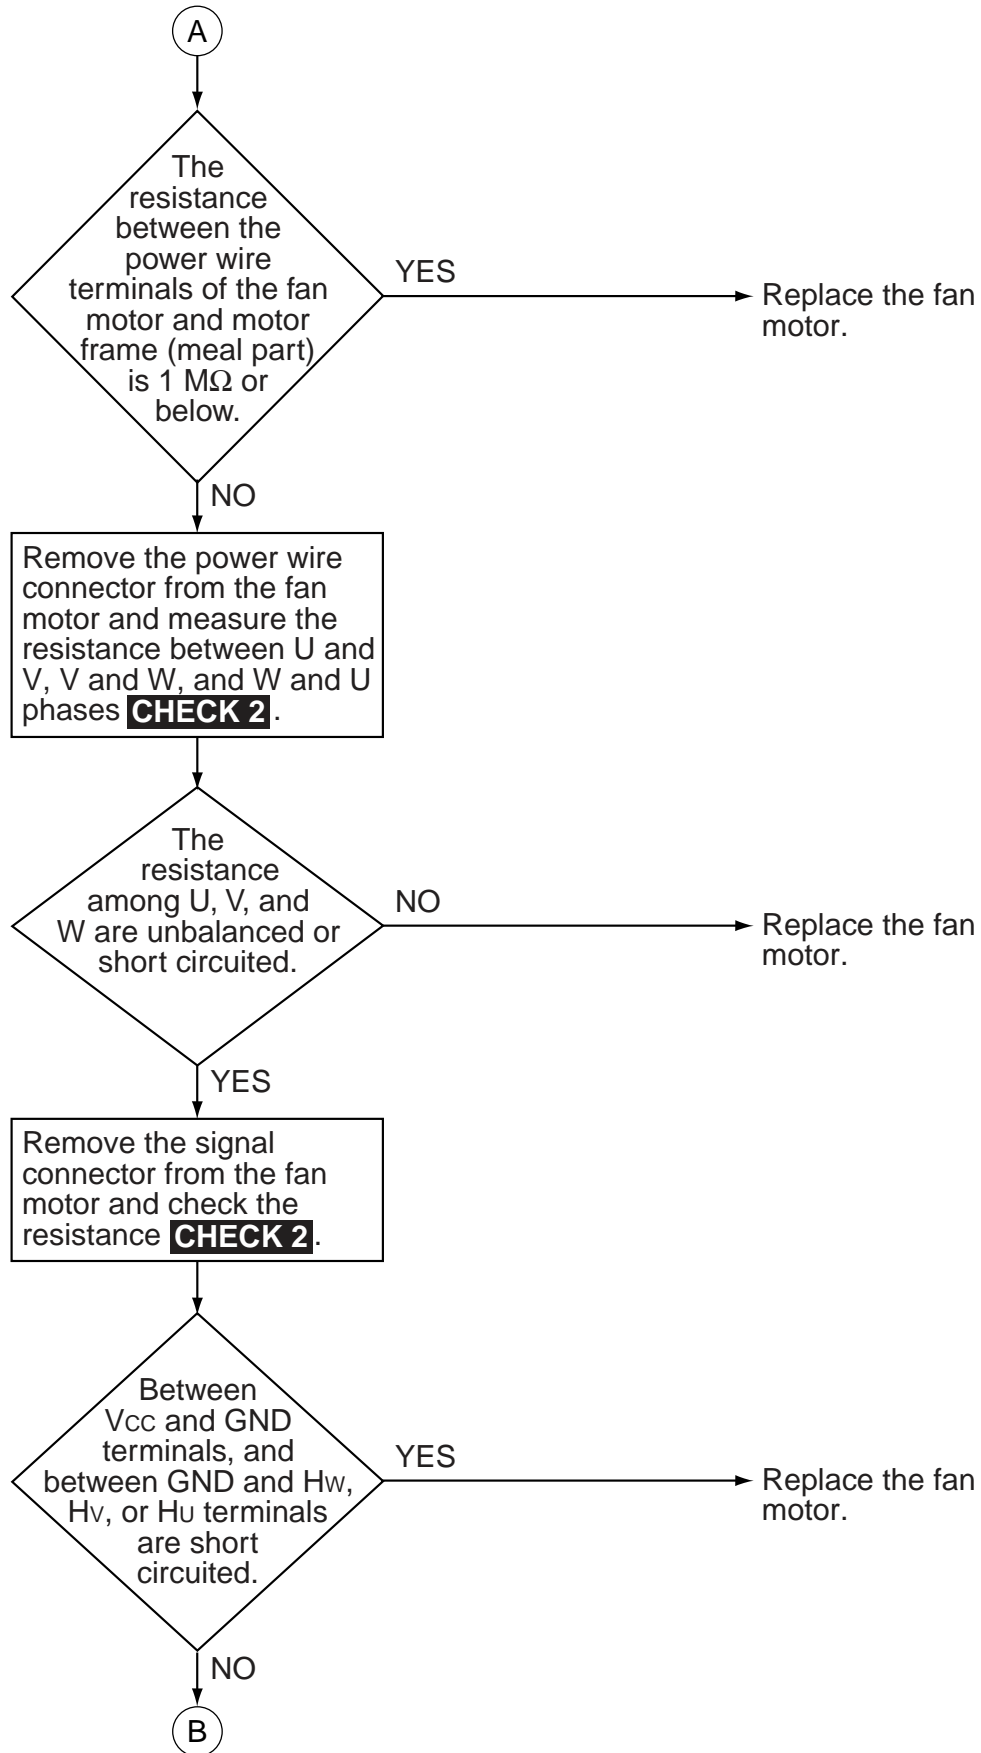 A
The
resistance
between the
power wire
terminals of the fan
motor and motor
frame (meal part)
is 1 MΩ or
below.
YES
Replace the fan
motor.
NO
Remove the power wire
connector from the fan
motor and measure the
resistance between U and
V, V and W, and W and U
phases CHECK 2.
The
resistance
among U, V, and
W are unbalanced or
short circuited.
NO
Replace the fan
motor.
YES
Remove the signal
connector from the fan
motor and check the
resistance CHECK 2.
Between
Vcc and GND
terminals, and
between GND and Hw,
Hv, or Hu terminals
are short
circuited.
YES
Replace the fan
motor.
NO
B